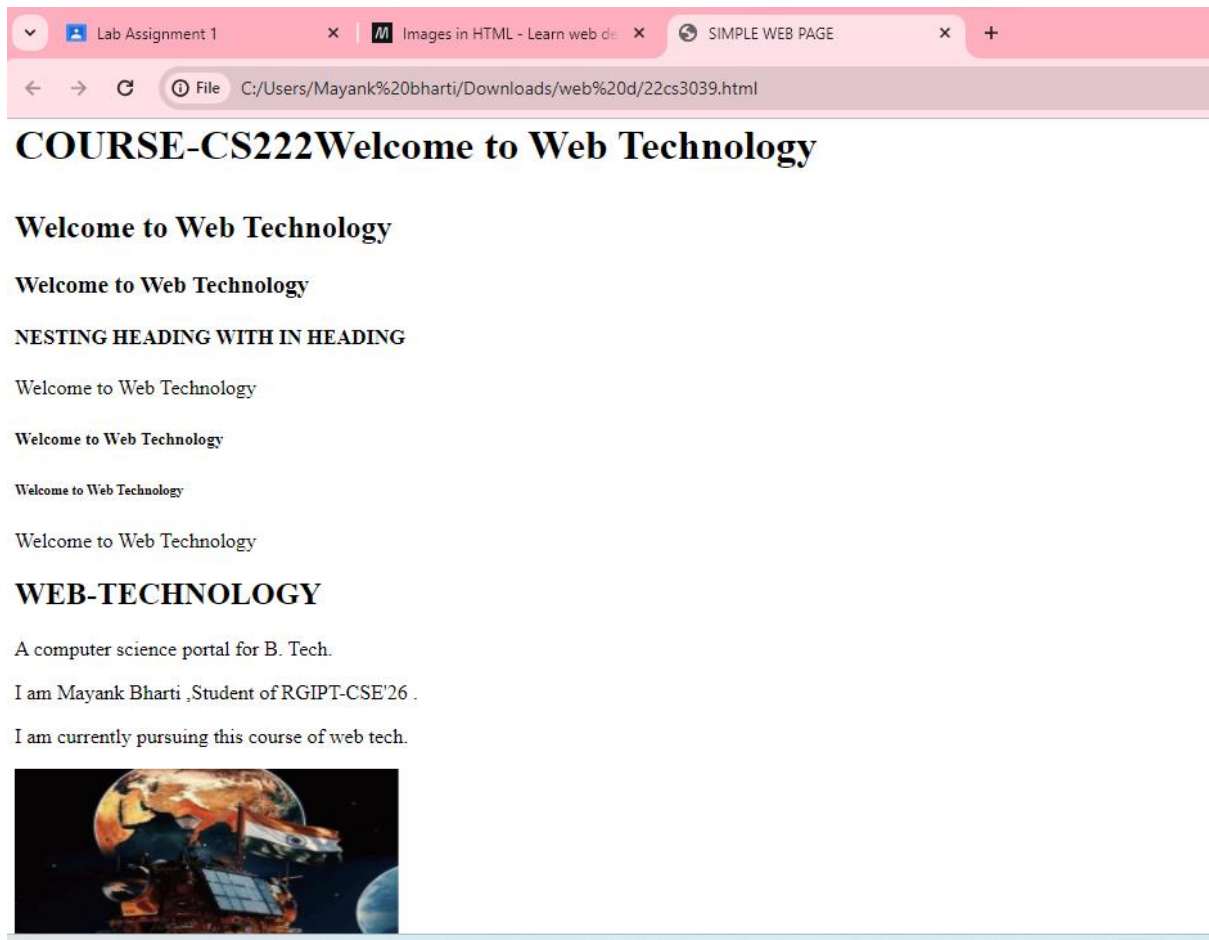 Lab Assignment 1
Images in HTML - Learn web de
SIMPLE WEB PAGE
File C:/Users/Mayank%20bharti/Downloads/web%20d/22cs3039.html
COURSE-CS222Welcome to Web Technology
Welcome to Web Technology
Welcome to Web Technology
NESTING HEADING WITH IN HEADING
Welcome to Web Technology
Welcome to Web Technology
Welcome to Web Technology
Welcome to Web Technology
WEB-TECHNOLOGY
A computer science portal for B. Tech.
I am Mayank Bharti ,Student of RGIPT-CSE'26 .
I am currently pursuing this course of web tech.